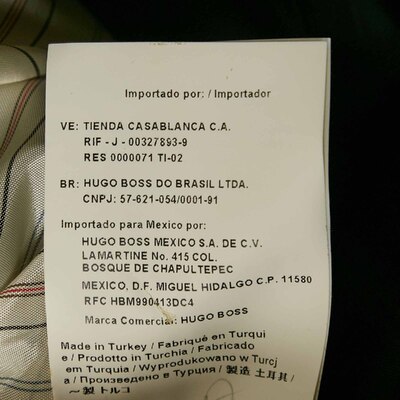 Importado por: / Importador
VE: TIENDA CASABLANCA C.A.
RIF - J - 00327893-9
RES 0000071 TI-02
BR: HUGO BOSS DO BRASIL LTDA.
CNPJ: 57-621-054/0001-91
Importado para Mexico por:
HUGO BOSS MEXICO S.A. DE C.V.
LAMARTINE No. 415 COL.
BOSQUE DE CHAPULTEPEC
MEXICO, D.F. MIGUEL HIDALGO C.P. 11580
RFC HBM990413DC4
Marca Comercial: HUGO BOSS
Made in Turkey / Fabriqué en Turqui
e / Prodotto in Turchia / Fabricado
em Turquia / Wyprodukowano w Turcj
a / Произведено в Турции / 製造 土耳其 /
～製 トルコ